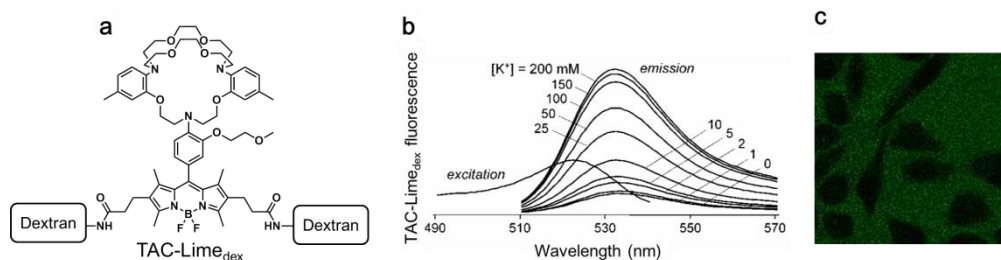 a
O
O
O
O
N
N
O
O
N
O
O
O
O
NH
N
N
B
F
F
HN
Dextran
Dextran
TAC-Lime_dex
b
TAC-Lime_dex fluorescence
[K⁺] = 200 mM
150
100
50
25
emission
excitation
10
5
2
1
0
490
510
530
550
570
Wavelength (nm)
c